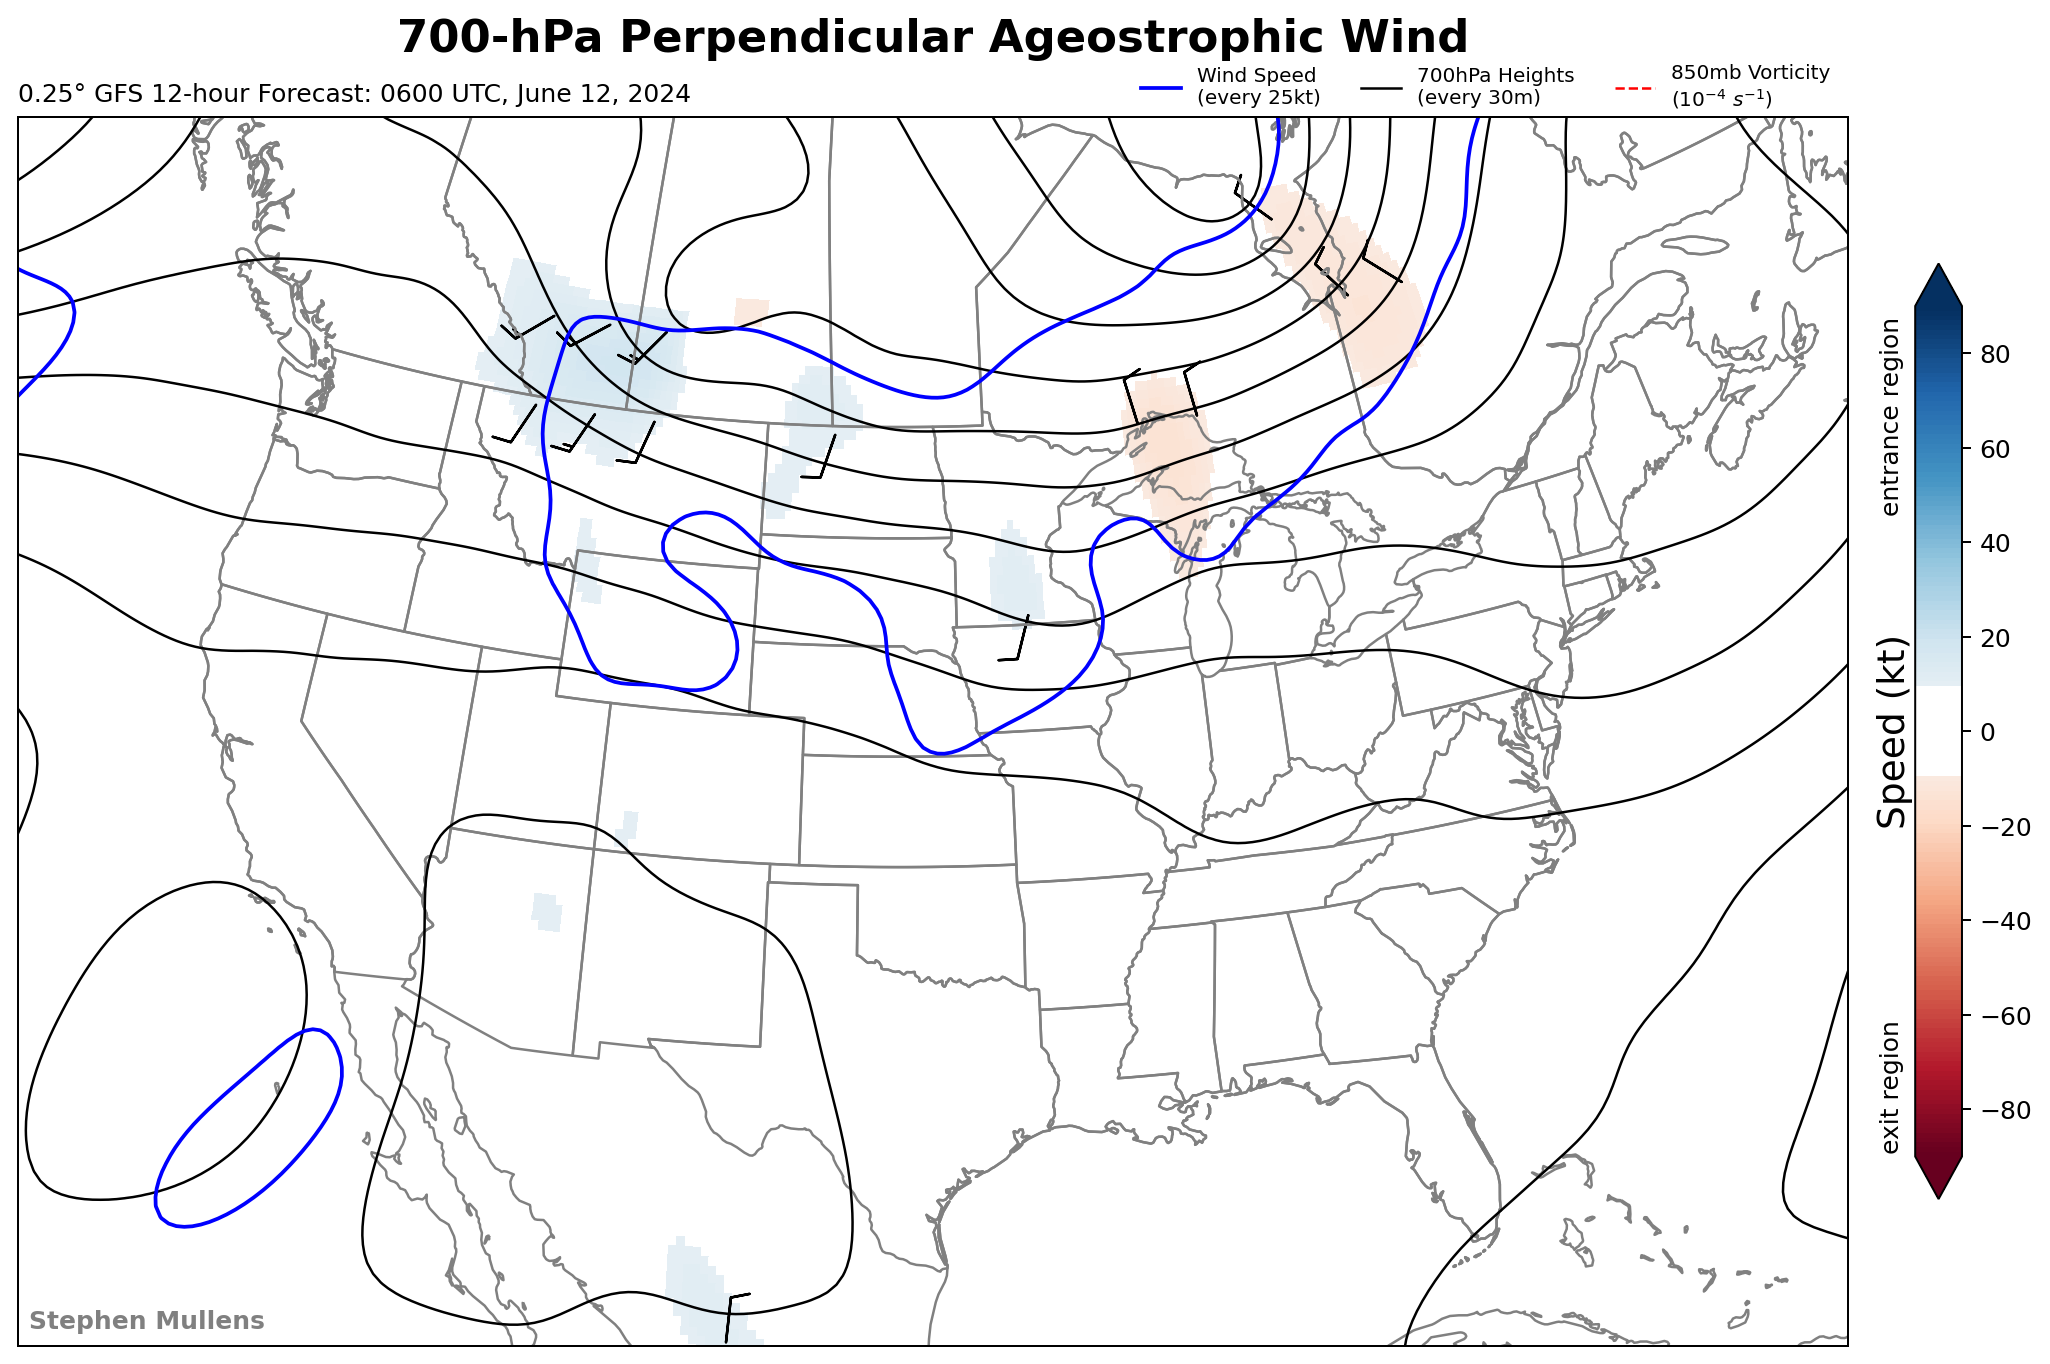 700-hPa Perpendicular Ageostrophic Wind
0.25° GFS 12-hour Forecast: 0600 UTC, June 12, 2024
Wind Speed
(every 25kt)
700hPa Heights
(every 30m)
850mb Vorticity
(10⁻⁴ s⁻¹)
entrance region
Speed (kt)
exit region
80
60
40
20
0
−20
−40
−60
−80
Stephen Mullens